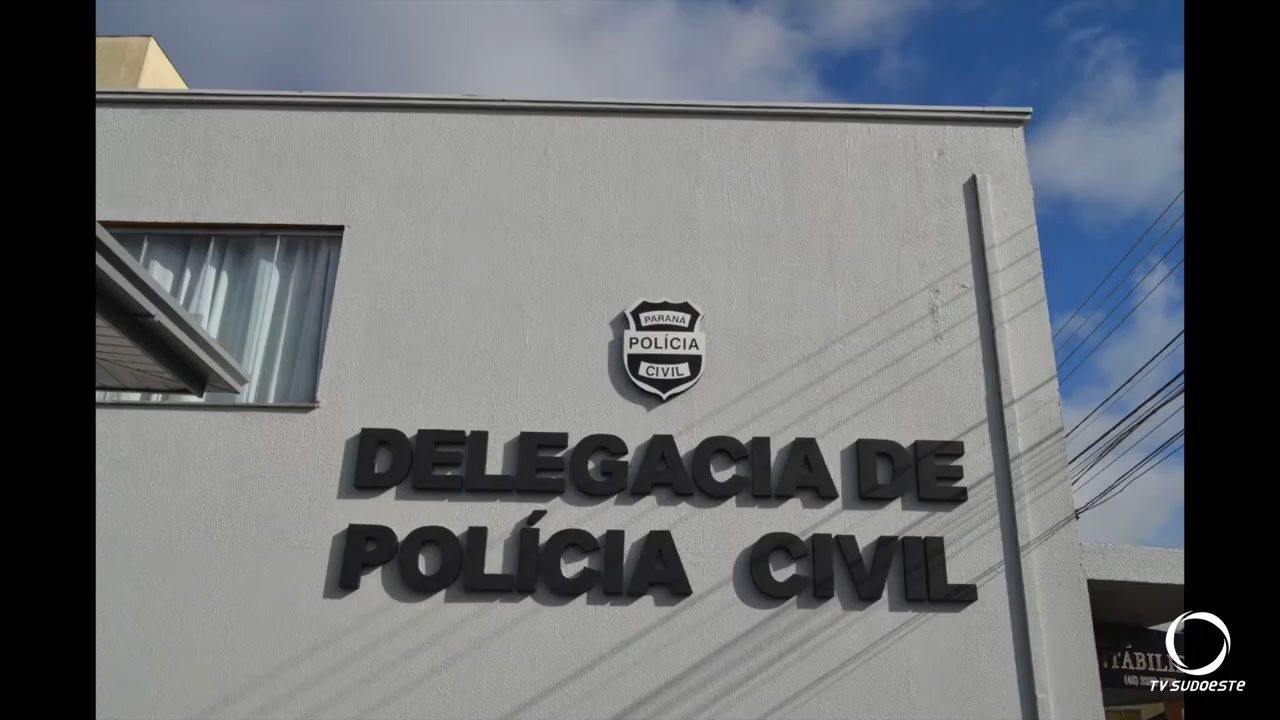 PARANÁ
POLÍCIA
CIVIL
DELEGACIA DE
POLÍCIA CIVIL
TV SUDOESTE